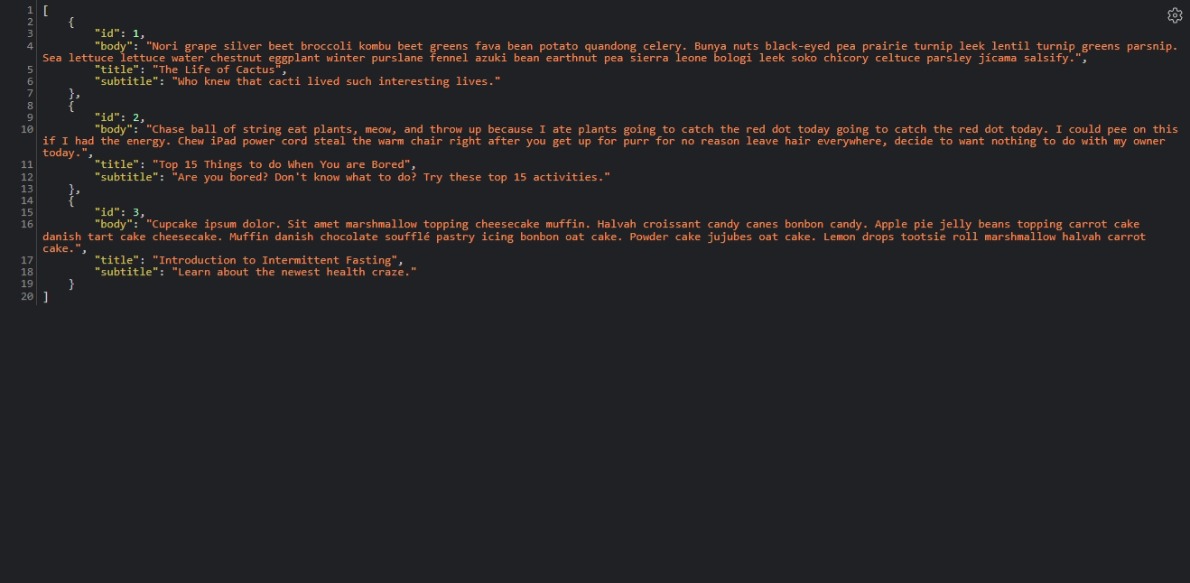 1 [
2 {
3 "id": 1,
4 "body": "Nori grape silver beet broccoli kombu beet greens fava bean potato quandong celery. Bunya nuts black-eyed pea prairie turnip leek lentil turnip greens parsnip.
Sea lettuce lettuce water chestnut eggplant winter purslane fennel azuki bean earthnut pea sierra leone bologi leek soko chicory celtuce parsley jícama salsify.",
5 "title": "The Life of Cactus",
6 "subtitle": "Who knew that cacti lived such interesting lives."
7 },
8 {
9 "id": 2,
10 "body": "Chase ball of string eat plants, meow, and throw up because I ate plants going to catch the red dot today going to catch the red dot today. I could pee on this
if I had the energy. Chew iPad power cord steal the warm chair right after you get up for purr for no reason leave hair everywhere, decide to want nothing to do with my owner
today.",
11 "title": "Top 15 Things to do When You are Bored",
12 "subtitle": "Are you bored? Don't know what to do? Try these top 15 activities."
13 },
14 {
15 "id": 3,
16 "body": "Cupcake ipsum dolor. Sit amet marshmallow topping cheesecake muffin. Halvah croissant candy canes bonbon candy. Apple pie jelly beans topping carrot cake
danish tart cake cheesecake. Muffin danish chocolate soufflé pastry icing bonbon oat cake. Powder cake jujubes oat cake. Lemon drops tootsie roll marshmallow halvah carrot
cake.",
17 "title": "Introduction to Intermittent Fasting",
18 "subtitle": "Learn about the newest health craze."
19 }
20 ]